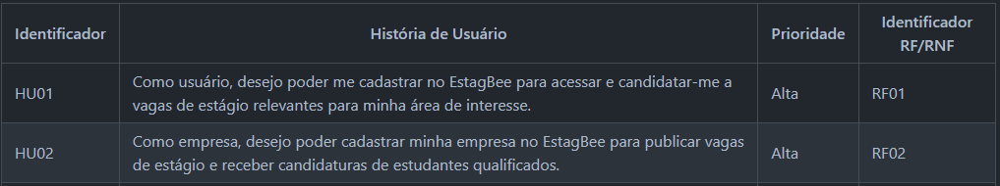 Identificador História de Usuário Prioridade Identificador
RF/RNF
HU01 Como usuário, desejo poder me cadastrar no EstagBee para acessar e candidatar-me a
vagas de estágio relevantes para minha área de interesse. Alta RF01
HU02 Como empresa, desejo poder cadastrar minha empresa no EstagBee para publicar vagas
de estágio e receber candidaturas de estudantes qualificados. Alta RF02